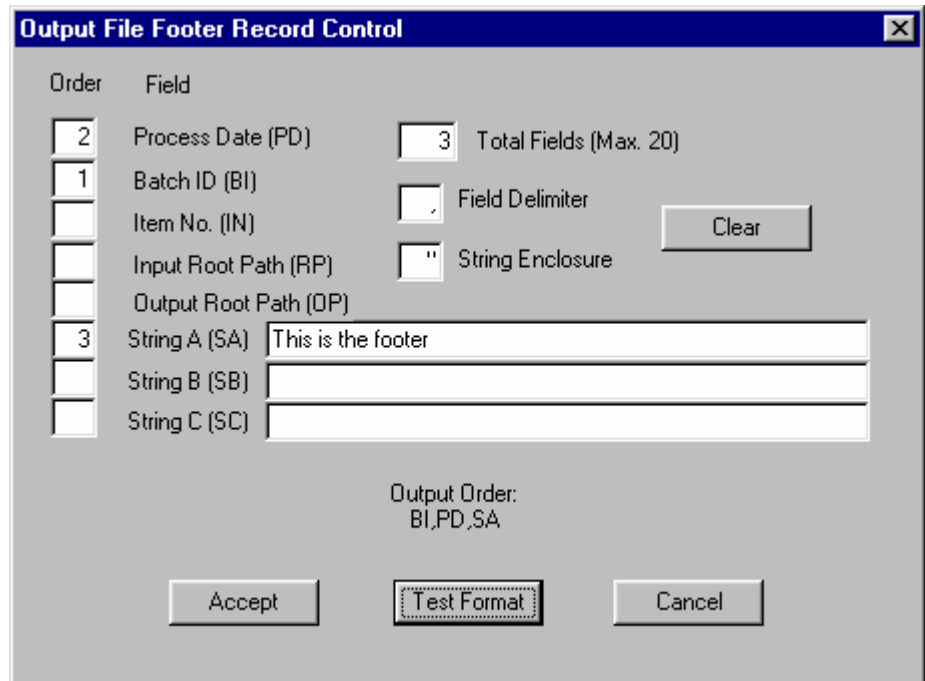 Output File Footer Record Control
Order Field
2 Process Date (PD) 3 Total Fields (Max. 20)
1 Batch ID (BI)
, Field Delimiter
Item No. (IN) Clear
Input Root Path (RP) " String Enclosure
Output Root Path (OP)
3 String A (SA) This is the footer
String B (SB)
String C (SC)
Output Order:
BI,PD,SA
Accept Test Format Cancel